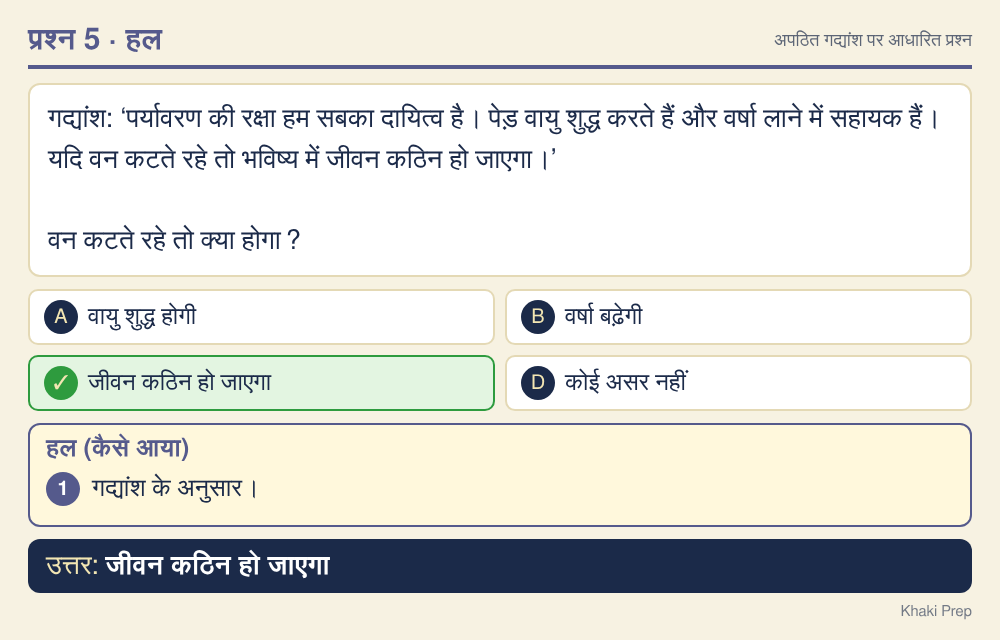 प्रश्न 5 · हल
अपठित गद्यांश पर आधारित प्रश्न
गद्यांश: ‘पर्यावरण की रक्षा हम सबका दायित्व है। पेड़ वायु शुद्ध करते हैं और वर्षा लाने में सहायक हैं।
यदि वन कटते रहे तो भविष्य में जीवन कठिन हो जाएगा।’
वन कटते रहे तो क्या होगा?
A वायु शुद्ध होगी
B वर्षा बढ़ेगी
✓ जीवन कठिन हो जाएगा
D कोई असर नहीं
हल (कैसे आया)
1 गद्यांश के अनुसार।
उत्तर: जीवन कठिन हो जाएगा
Khaki Prep